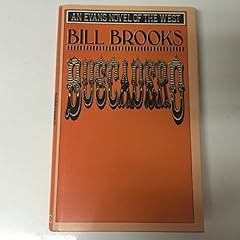 AN EVANS NOVEL OF THE WEST
BILL BROOKS
BUSCADERO